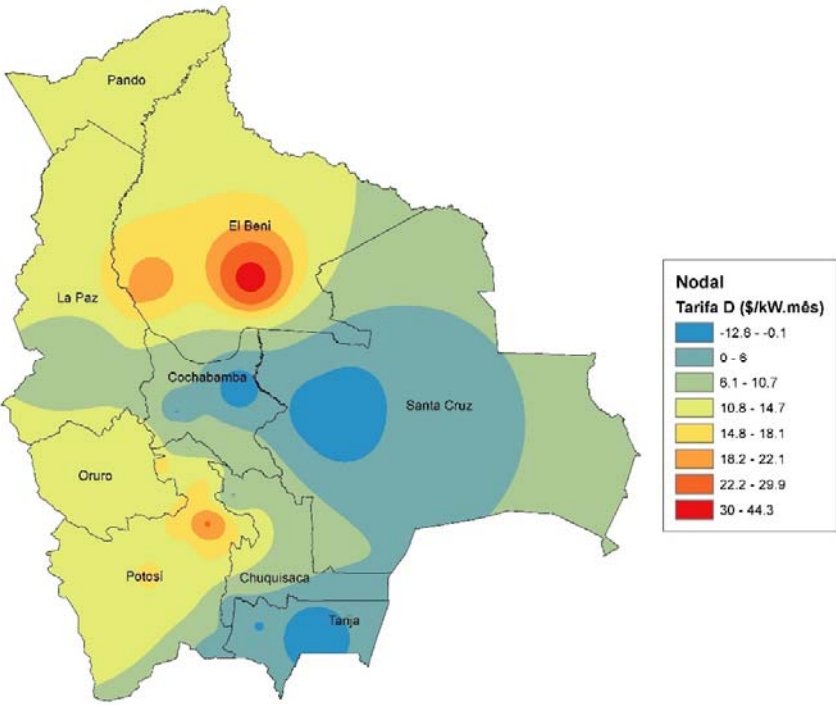 Pando
El Beni
La Paz
Cochabamba
Santa Cruz
Oruro
Potosí
Chuquisaca
Tarija
Nodal
Tarifa D ($/kW.mês)
-12.8 - -0.1
0 - 6
6.1 - 10.7
10.8 - 14.7
14.8 - 18.1
18.2 - 22.1
22.2 - 29.9
30 - 44.3